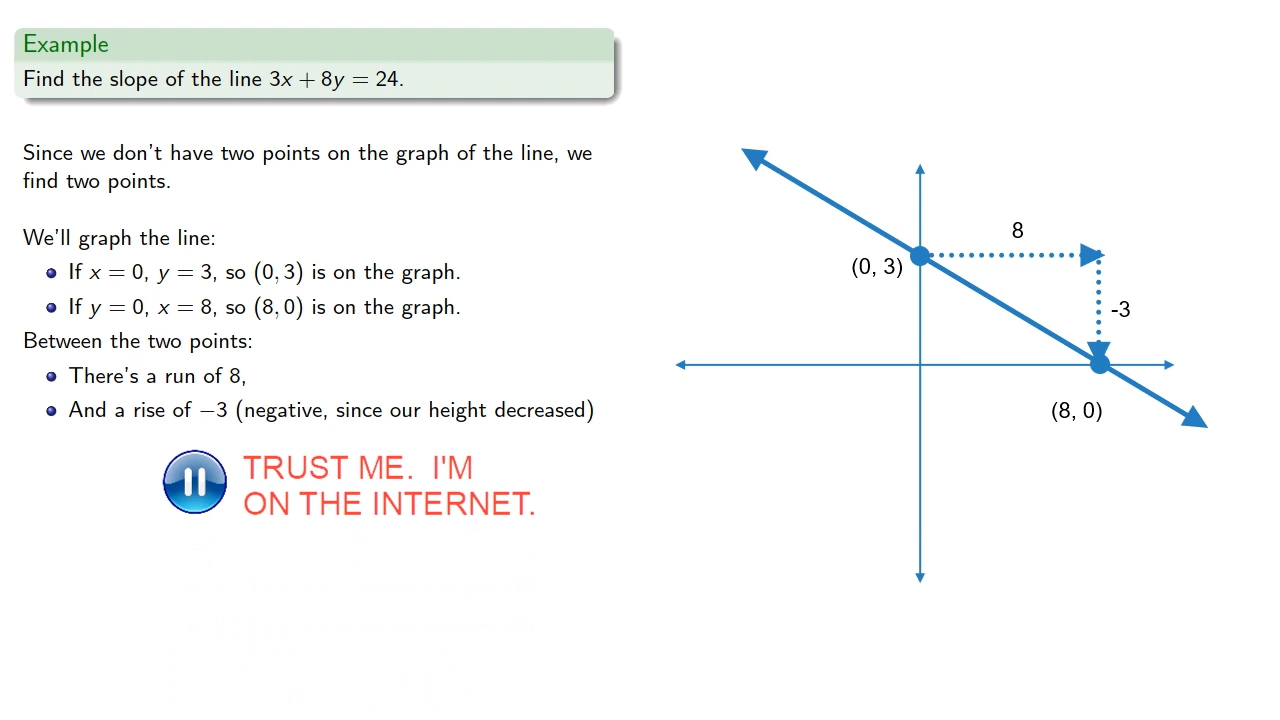 Example
Find the slope of the line 3x + 8y = 24.
Since we don't have two points on the graph of the line, we
find two points.
We'll graph the line:
If x = 0, y = 3, so (0, 3) is on the graph.
If y = 0, x = 8, so (8, 0) is on the graph.
Between the two points:
There's a run of 8,
And a rise of −3 (negative, since our height decreased)
TRUST ME. I'M
ON THE INTERNET.
8
(0, 3)
-3
(8, 0)